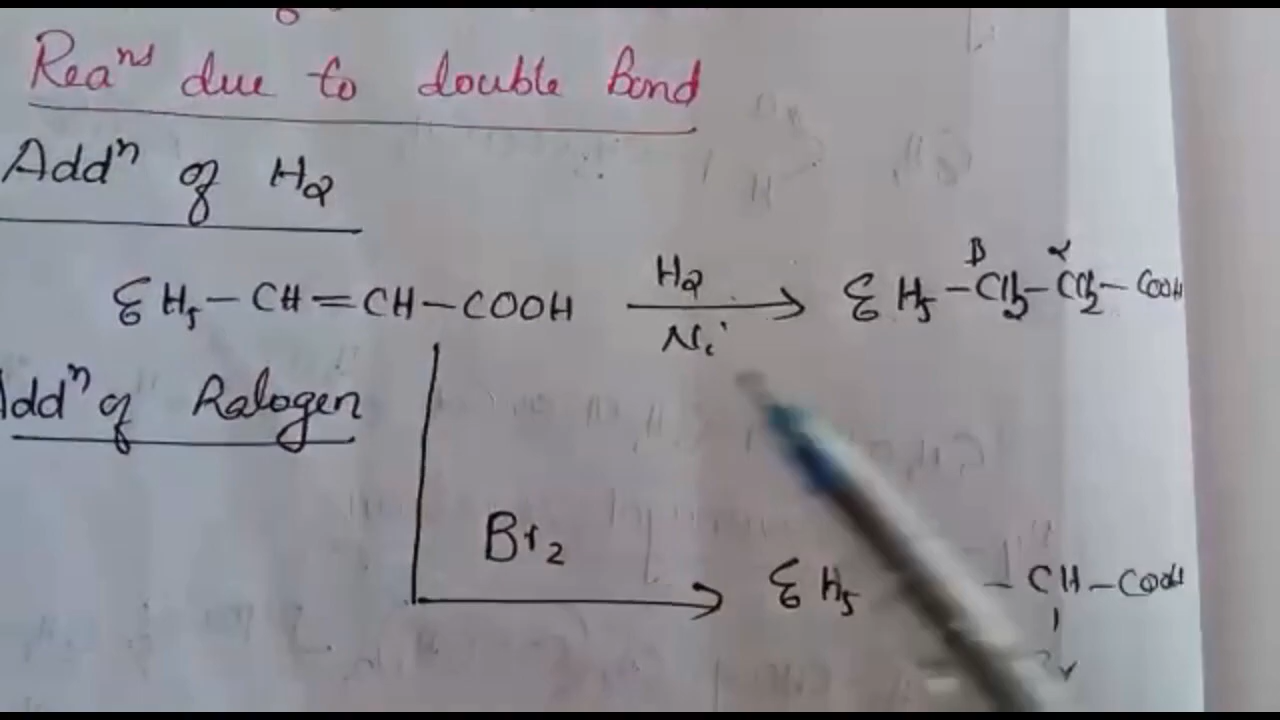 Reaⁿˢ due to double Bond
Addⁿ of H₂
C₆H₅-CH=CH-COOH H₂ Ni C₆H₅-CH₂-CH₂-COOH
β α
Addⁿ of Halogen
Br₂
C₆H₅ -CH-COOH